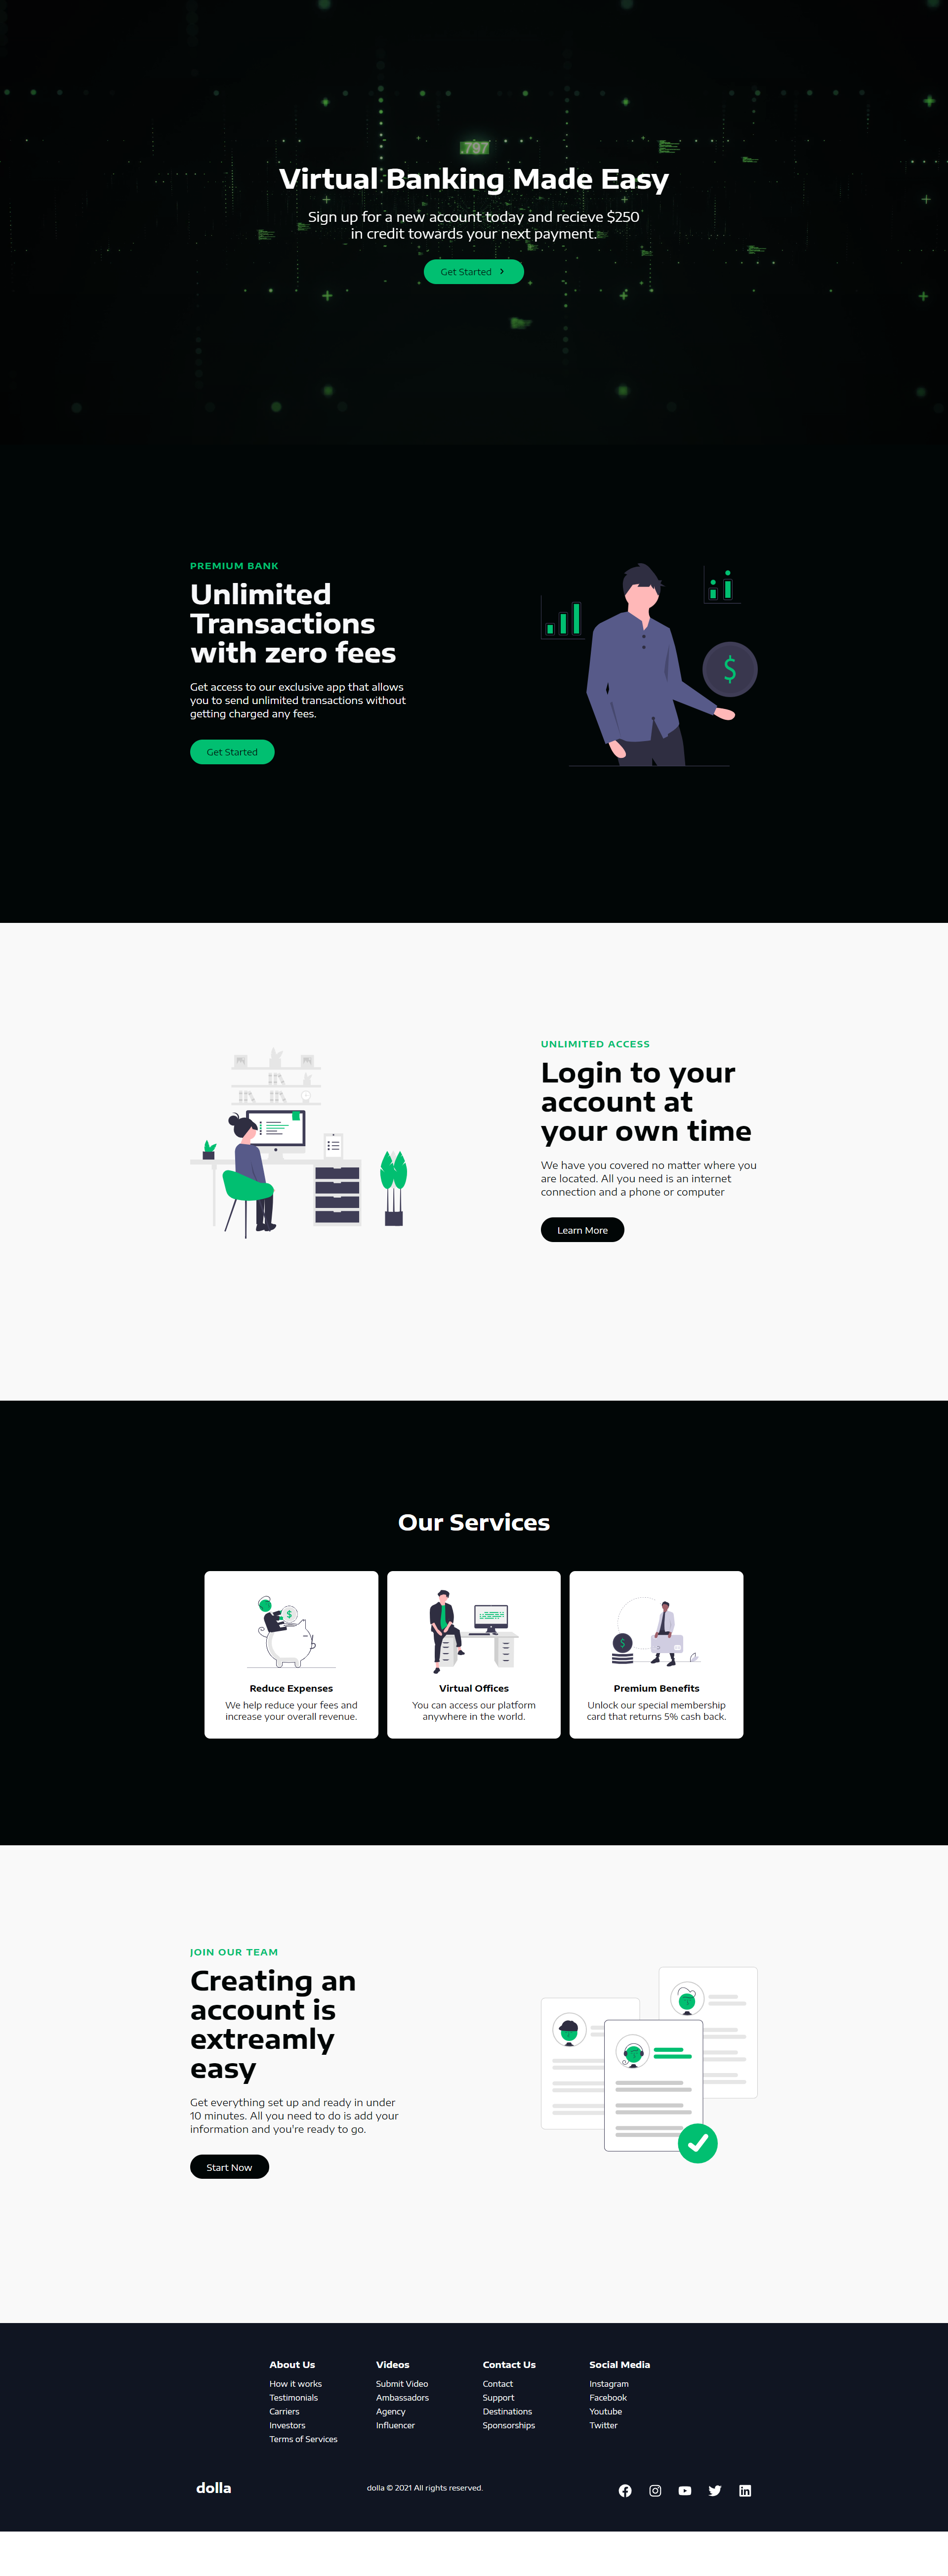 .797
Virtual Banking Made Easy
Sign up for a new account today and recieve $250
in credit towards your next payment.
Get Started
PREMIUM BANK
Unlimited
Transactions
with zero fees
Get access to our exclusive app that allows
you to send unlimited transactions without
getting charged any fees.
Get Started
$
UNLIMITED ACCESS
Login to your
account at
your own time
We have you covered no matter where you
are located. All you need is an internet
connection and a phone or computer
Learn More
Our Services
$
$
Reduce Expenses
We help reduce your fees and
increase your overall revenue.
Virtual Offices
You can access our platform
anywhere in the world.
Premium Benefits
Unlock our special membership
card that returns 5% cash back.
JOIN OUR TEAM
Creating an
account is
extreamly
easy
Get everything set up and ready in under
10 minutes. All you need to do is add your
information and you're ready to go.
Start Now
About Us
How it works
Testimonials
Carriers
Investors
Terms of Services
Videos
Submit Video
Ambassadors
Agency
Influencer
Contact Us
Contact
Support
Destinations
Sponsorships
Social Media
Instagram
Facebook
Youtube
Twitter
dolla
dolla © 2021 All rights reserved.